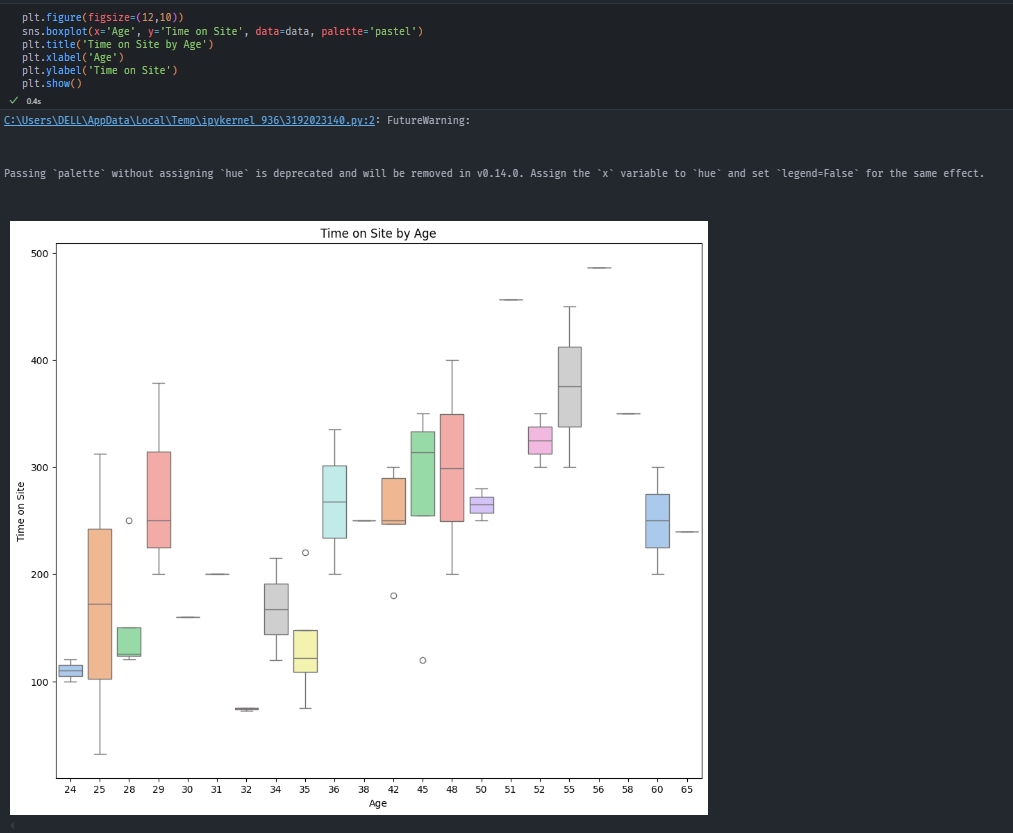 plt.figure(figsize=(12,10))
sns.boxplot(x='Age', y='Time on Site', data=data, palette='pastel')
plt.title('Time on Site by Age')
plt.xlabel('Age')
plt.ylabel('Time on Site')
plt.show()
0.4s
C:\Users\DELL\AppData\Local\Temp\ipykernel_936\3192023140.py:2: FutureWarning:
Passing `palette` without assigning `hue` is deprecated and will be removed in v0.14.0. Assign the `x` variable to `hue` and set `legend=False` for the same effect.
Time on Site by Age
500
400
300
200
100
Time on Site
24 25 28 29 30 31 32 34 35 36 38 42 45 48 50 51 52 55 56 58 60 65
Age